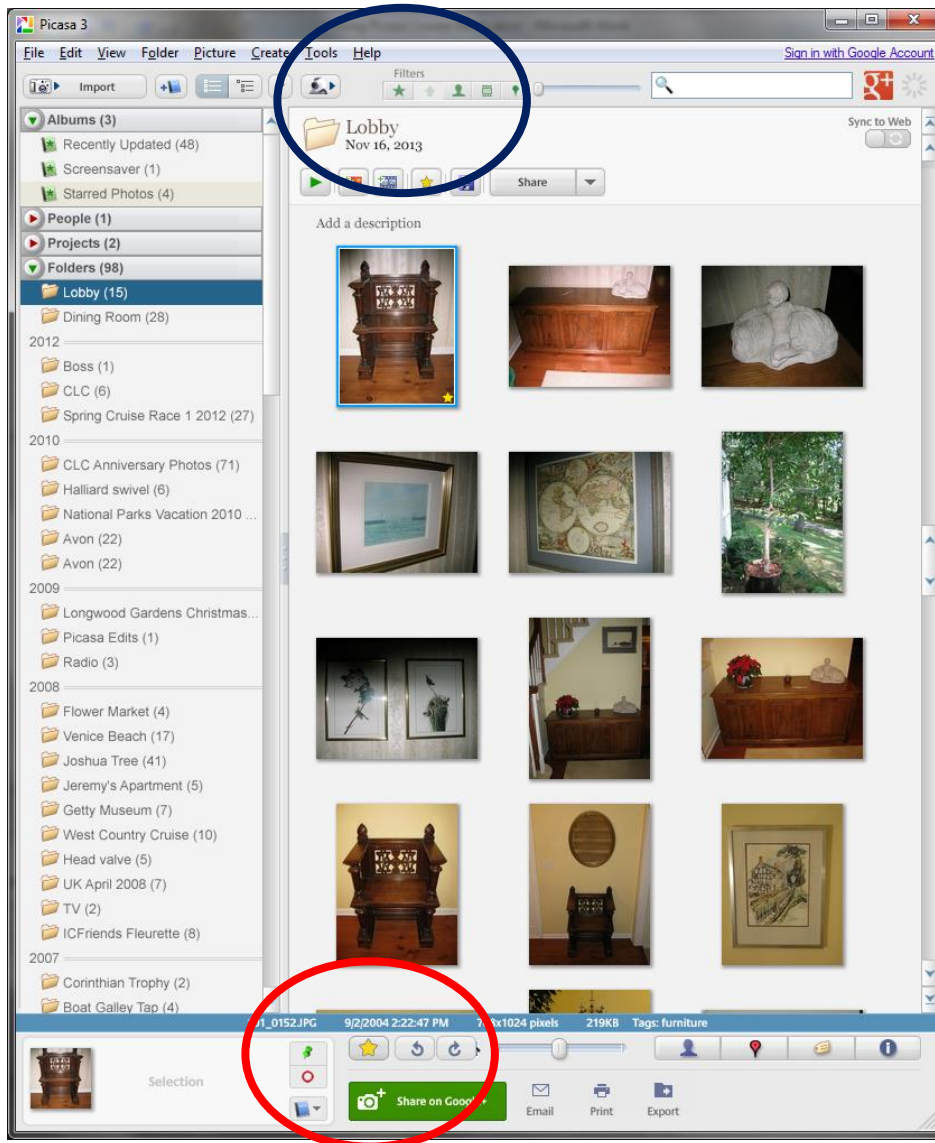 Picasa 3
File Edit View Folder Picture Create Tools Help Sign in with Google Account
Import Filters
Albums (3)
Recently Updated (48)
Screensaver (1)
Starred Photos (4)
People (1)
Projects (2)
Folders (98)
Lobby (15)
Dining Room (28)
2012
Boss (1)
CLC (6)
Spring Cruise Race 1 2012 (27)
2010
CLC Anniversary Photos (71)
Halliard swivel (6)
National Parks Vacation 2010 ...
Avon (22)
Avon (22)
2009
Longwood Gardens Christmas...
Picasa Edits (1)
Radio (3)
2008
Flower Market (4)
Venice Beach (17)
Joshua Tree (41)
Jeremy's Apartment (5)
Getty Museum (7)
West Country Cruise (10)
Head valve (5)
UK April 2008 (7)
TV (2)
ICFriends Fleurette (8)
2007
Corinthian Trophy (2)
Boat Galley Tap (4)
Lobby
Nov 16, 2013
Sync to Web
Share
Add a description
9/2/2004 2:22:47 PM pixels 219KB Tags: furniture
Selection
Share on Google+
Email Print Export